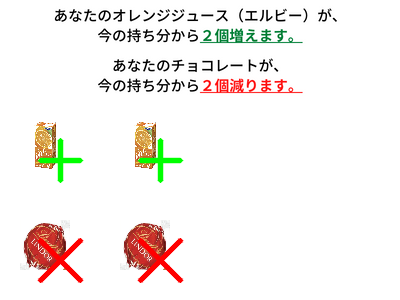 あなたのオレンジジュース（エルビー）が、
今の持ち分から２個増えます。
あなたのチョコレートが、
今の持ち分から２個減ります。
LINDOR
LINDOR